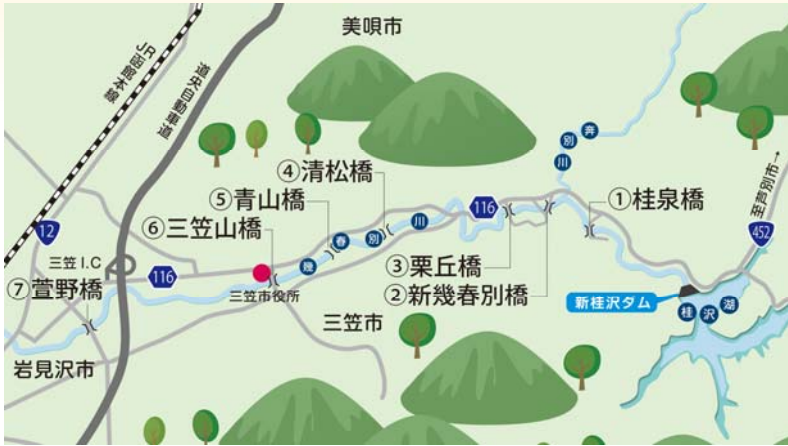 美唄市
JR函館本線
道央自動車道
奔別川
④清松橋
⑤青山橋
①桂泉橋
至芦別市→
⑥三笠山橋
116
12
452
幾春別川
三笠I.C
116
③栗丘橋
⑦萱野橋
三笠市役所
②新幾春別橋
新桂沢ダム
桂沢湖
三笠市
岩見沢市